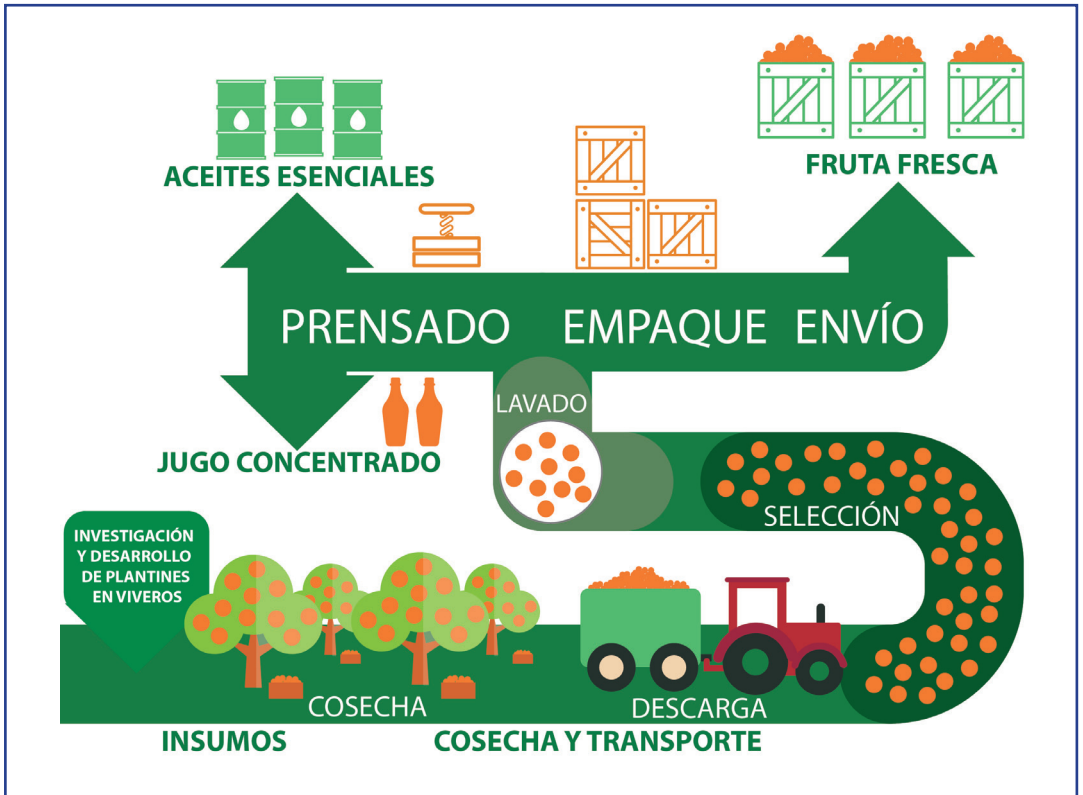 ACEITES ESENCIALES
FRUTA FRESCA
PRENSADO
EMPAQUE
ENVÍO
LAVADO
JUGO CONCENTRADO
SELECCIÓN
INVESTIGACIÓN
Y DESARROLLO
DE PLANTINES
EN VIVEROS
COSECHA
DESCARGA
INSUMOS
COSECHA Y TRANSPORTE